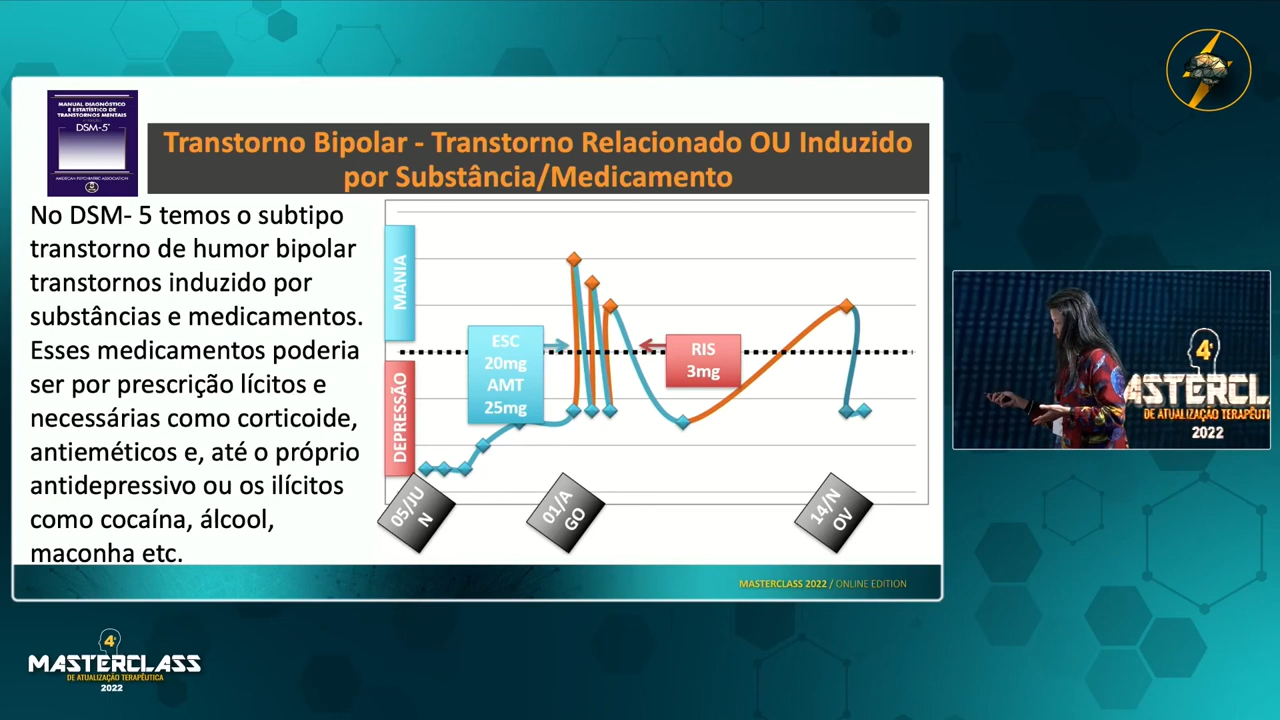 MANUAL DIAGNÓSTICO
E ESTATÍSTICO DE
TRANSTORNOS MENTAIS
DSM-5
AMERICAN PSYCHIATRIC ASSOCIATION
Transtorno Bipolar - Transtorno Relacionado OU Induzido
por Substância/Medicamento
No DSM- 5 temos o subtipo
transtorno de humor bipolar
transtornos induzido por
substâncias e medicamentos.
Esses medicamentos poderia
ser por prescrição lícitos e
necessárias como corticoide,
antieméticos e, até o próprio
antidepressivo ou os ilícitos
como cocaína, álcool,
maconha etc.
MANIA
DEPRESSÃO
ESC
20mg
AMT
25mg
RIS
3mg
05/JU
N
01/A
GO
14/N
OV
MASTERCLASS 2022 / ONLINE EDITION
4ª
ASTERCL
DE ATUALIZAÇÃO TERAPÊUTI
2022
4ª
MASTERCLASS
DE ATUALIZAÇÃO TERAPÊUTICA
2022